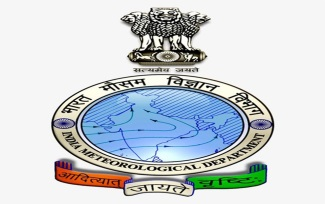 सत्यमेव जयते
भारत मौसम विज्ञान विभाग
INDIA METEOROLOGICAL DEPARTMENT
आदित्यात् जायते वृष्टिः